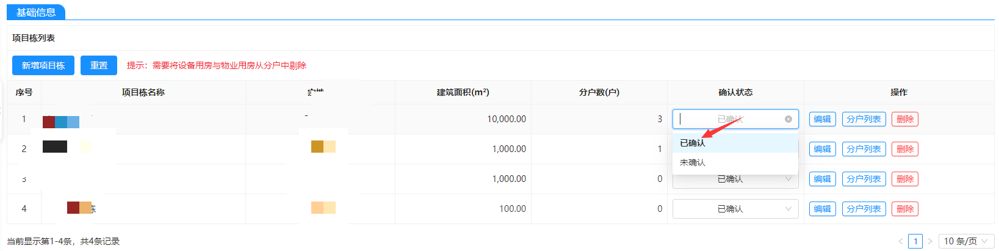 基础信息
项目栋列表
新增项目栋 重置 提示：需要将设备用房与物业用房从分户中剔除
序号 项目栋名称 建筑面积(m²) 分户数(户) 确认状态 操作
1 10,000.00 3 已确认 编辑 分户列表 删除
2 1,000.00 1 已确认 编辑 分户列表 删除
未确认
3 1,000.00 0 已确认 编辑 分户列表 删除
4 栋 100.00 0 已确认 编辑 分户列表 删除
当前显示第1-4条，共4条记录 1 10 条/页